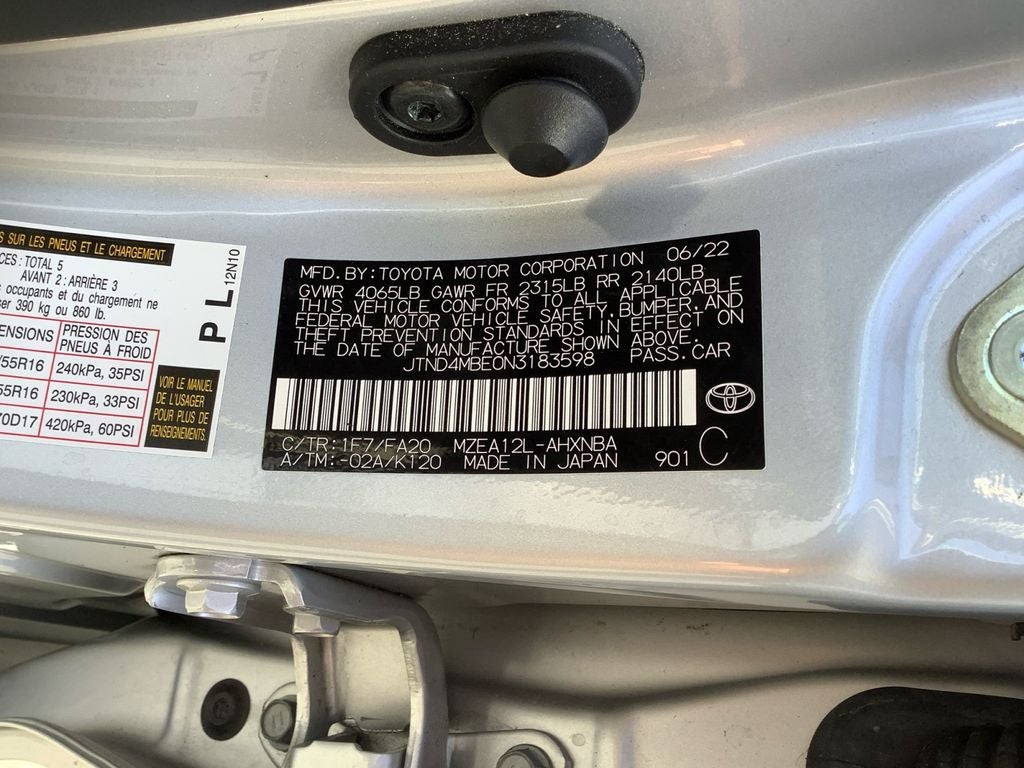 S SUR LES PNEUS ET LE CHARGEMENT
CES: TOTAL 5
AVANT 2: ARRIÈRE 3
occupants et du chargement ne
ser 390 kg ou 860 lb.
ENSIONS PRESSION DES PNEUS À FROID
/55R16 240kPa, 35PSI
55R16 230kPa, 33PSI
70D17 420kPa, 60PSI
VOIR LE MANUEL
DE L'USAGER
POUR PLUS DE
RENSEIGNEMENTS.
P L
12N10
MFD.BY:TOYOTA MOTOR CORPORATION 06/22
GVWR 4065LB GAWR FR 2315LB RR 2140LB
THIS VEHICLE CONFORMS TO ALL APPLICABLE
FEDERAL MOTOR VEHICLE SAFETY,BUMPER,AND
THEFT PREVENTION STANDARDS IN EFFECT ON
THE DATE OF MANUFACTURE SHOWN ABOVE.
JTND4MBE0N3183598 PASS.CAR
C/TR:1F7/FA20 MZEA12L-AHXNBA
A/TM:-02A/K120 MADE IN JAPAN 901 C